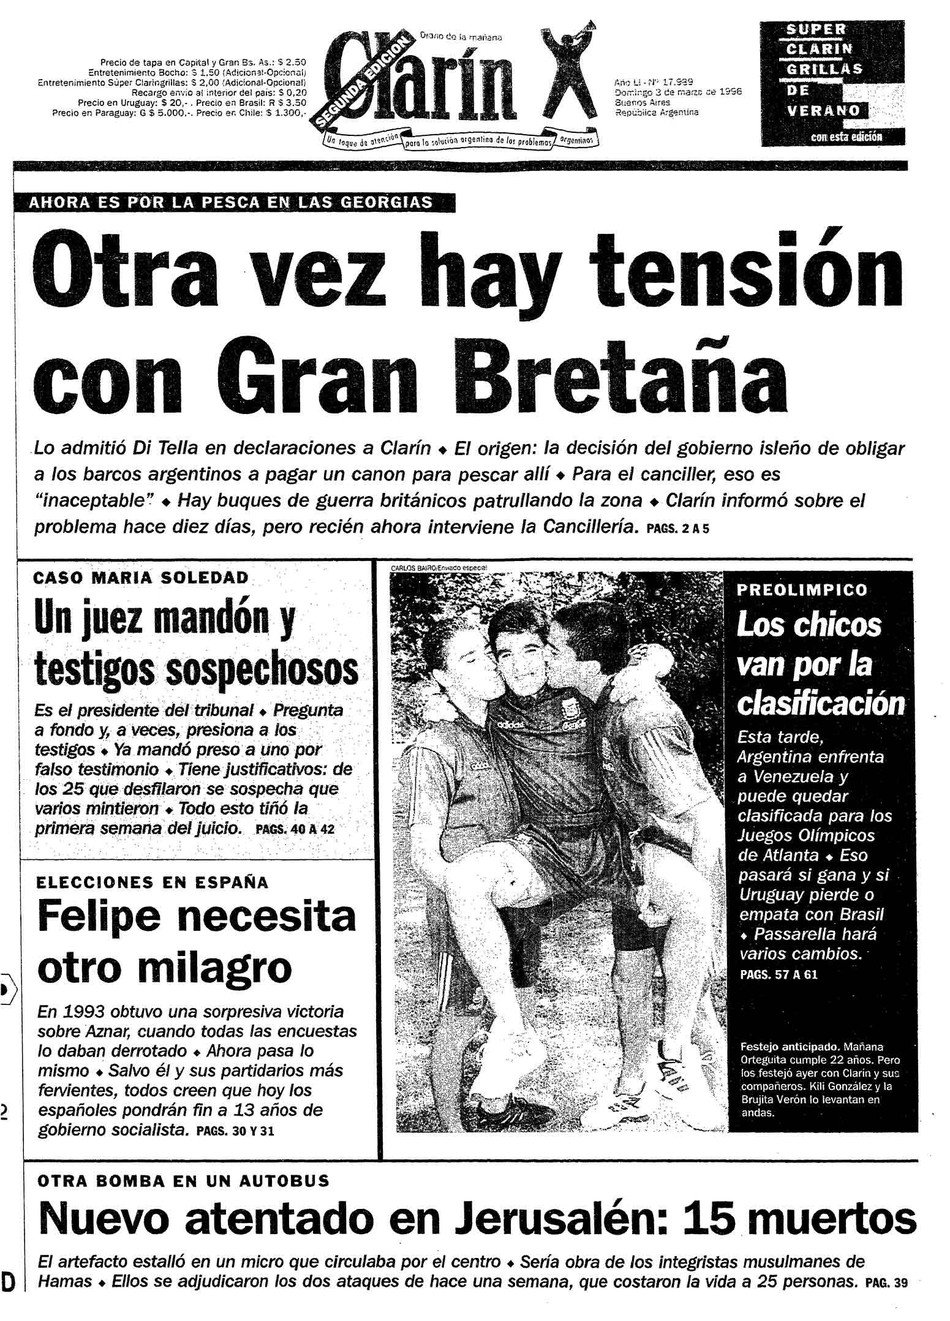 Precio de tapa en Capital y Gran Bs. As.: $ 2.50
Entretenimiento Bocho: $ 1,50 (Adicional-Opcional)
Entretenimiento Súper Claringrillas: $ 2,00 (Adicional-Opcional)
Recargo envío al interior del país: $ 0,20
Precio en Uruguay: $ 20,-. Precio en Brasil: R $ 3.50
Precio en Paraguay: G $ 5.000,-. Precio en Chile: $ 1.300,-
Diario de la mañana
Clarín
SEGUNDA EDICION
Un toque de atención para la solución argentina de los problemas argentinos
Año LI - Nº 17.999
Domingo 3 de marzo de 1996
Buenos Aires
República Argentina
SUPER
CLARIN
GRILLAS
DE
VERANO
con esta edición
AHORA ES POR LA PESCA EN LAS GEORGIAS
Otra vez hay tensión
con Gran Bretaña
Lo admitió Di Tella en declaraciones a Clarín ♦ El origen: la decisión del gobierno isleño de obligar
a los barcos argentinos a pagar un canon para pescar allí ♦ Para el canciller, eso es
"inaceptable" ♦ Hay buques de guerra británicos patrullando la zona ♦ Clarín informó sobre el
problema hace diez días, pero recién ahora interviene la Cancillería. PAGS. 2 A 5
CASO MARIA SOLEDAD
Un juez mandón y
testigos sospechosos
Es el presidente del tribunal ♦ Pregunta
a fondo y, a veces, presiona a los
testigos ♦ Ya mandó preso a uno por
falso testimonio ♦ Tiene justificativos: de
los 25 que desfilaron se sospecha que
varios mintieron ♦ Todo esto tiñó la
primera semana del juicio. PAGS. 40 A 42
ELECCIONES EN ESPAÑA
Felipe necesita
otro milagro
En 1993 obtuvo una sorpresiva victoria
sobre Aznar, cuando todas las encuestas
lo daban derrotado ♦ Ahora pasa lo
mismo ♦ Salvo él y sus partidarios más
fervientes, todos creen que hoy los
españoles pondrán fin a 13 años de
gobierno socialista. PAGS. 30 Y 31
CARLOS BAIRO/Enviado especial
adidas
PREOLIMPICO
Los chicos
van por la
clasificación
Esta tarde,
Argentina enfrenta
a Venezuela y
puede quedar
clasificada para los
Juegos Olímpicos
de Atlanta ♦ Eso
pasará si gana y si
Uruguay pierde o
empata con Brasil
♦ Passarella hará
varios cambios.
PAGS. 57 A 61
Festejo anticipado. Mañana
Orteguita cumple 22 años. Pero
los festejó ayer con Clarín y sus
compañeros. Kili González y la
Brujita Verón lo levantan en
andas.
2
OTRA BOMBA EN UN AUTOBUS
Nuevo atentado en Jerusalén: 15 muertos
El artefacto estalló en un micro que circulaba por el centro ♦ Sería obra de los integristas musulmanes de
Hamas ♦ Ellos se adjudicaron los dos ataques de hace una semana, que costaron la vida a 25 personas. PAG. 39
D